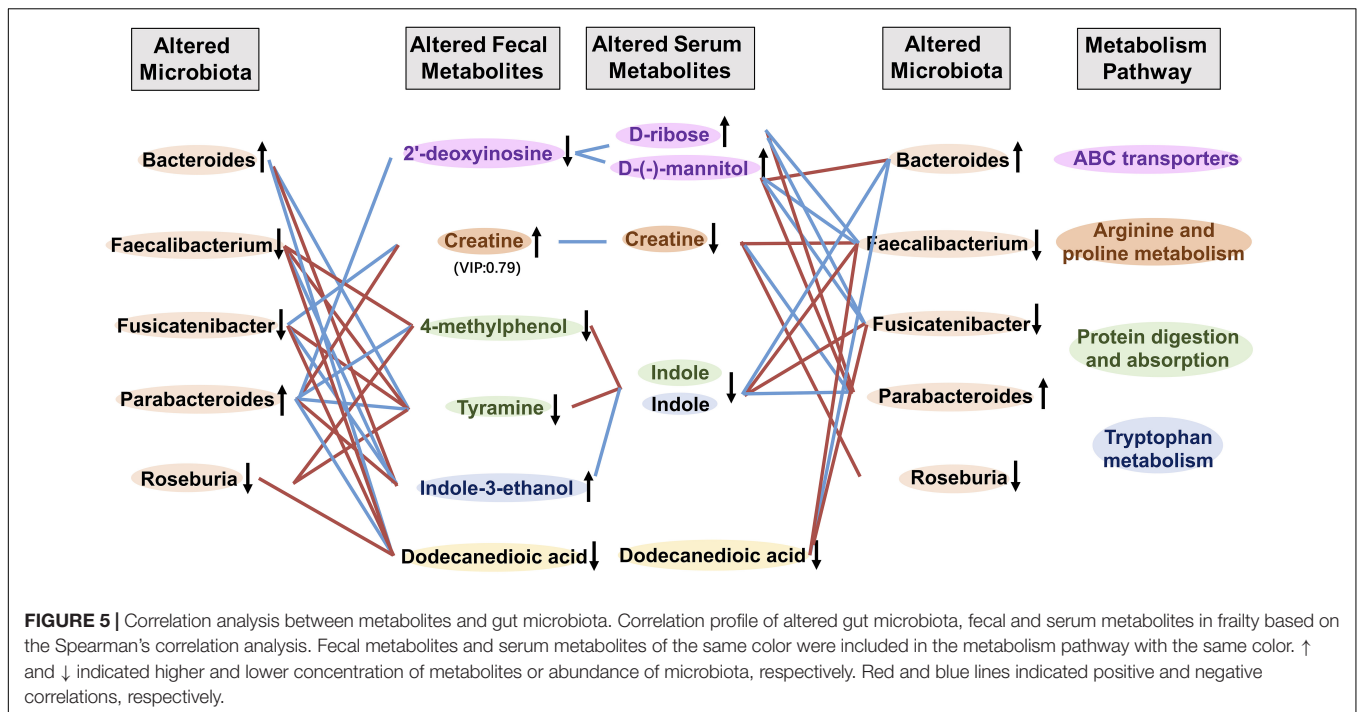 Altered
Microbiota
Altered Fecal
Metabolites
Altered Serum
Metabolites
Altered
Microbiota
Metabolism
Pathway
Bacteroides↑
Faecalibacterium↓
Fusicatenibacter↓
Parabacteroides↑
Roseburia↓
2'-deoxyinosine↓
Creatine↑
(VIP:0.79)
4-methylphenol↓
Tyramine↓
Indole-3-ethanol↑
Dodecanedioic acid↓
D-ribose↑
D-(-)-mannitol↑
Creatine↓
Indole
Indole↓
Dodecanedioic acid↓
Bacteroides↑
Faecalibacterium↓
Fusicatenibacter↓
Parabacteroides↑
Roseburia↓
ABC transporters
Arginine and
proline metabolism
Protein digestion
and absorption
Tryptophan
metabolism
FIGURE 5 | Correlation analysis between metabolites and gut microbiota. Correlation profile of altered gut microbiota, fecal and serum metabolites in frailty based on
the Spearman's correlation analysis. Fecal metabolites and serum metabolites of the same color were included in the metabolism pathway with the same color. ↑
and ↓ indicated higher and lower concentration of metabolites or abundance of microbiota, respectively. Red and blue lines indicated positive and negative
correlations, respectively.